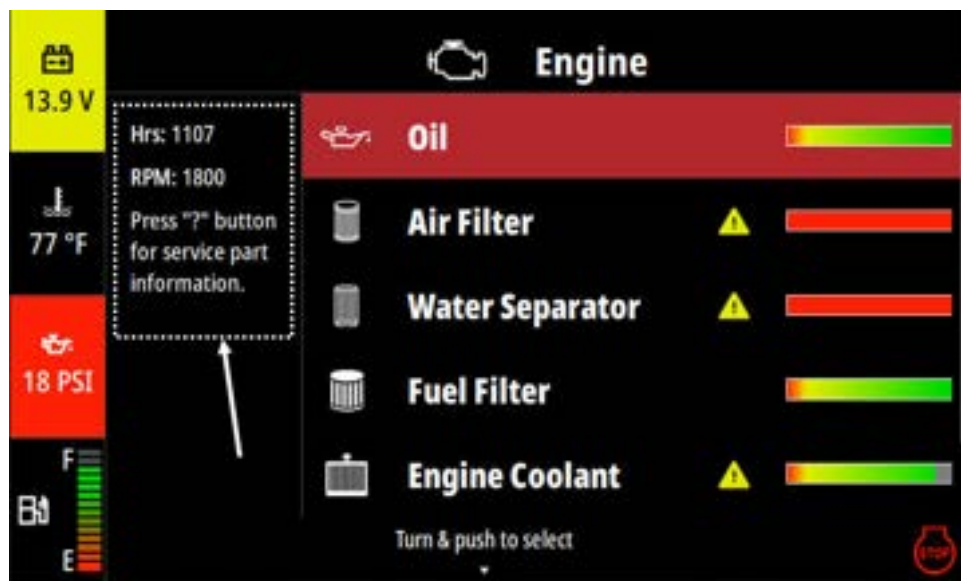 13.9 V
77 °F
18 PSI
F
E
Engine
Hrs: 1107
RPM: 1800
Press "?" button
for service part
information.
Oil
Air Filter
Water Separator
Fuel Filter
Engine Coolant
Turn & push to select
STOP